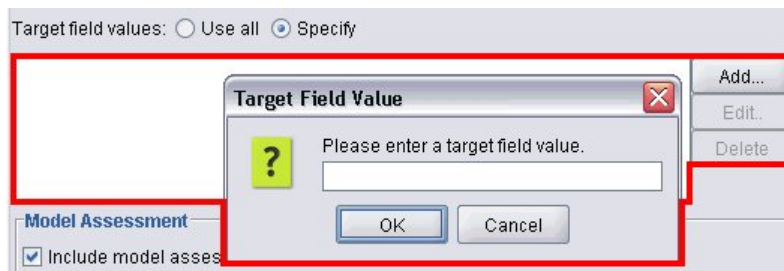 Target field values: Use all Specify
Add...
Target Field Value
Edit..
Please enter a target field value.
Delete
?
OK Cancel
Model Assessment
Include model asses